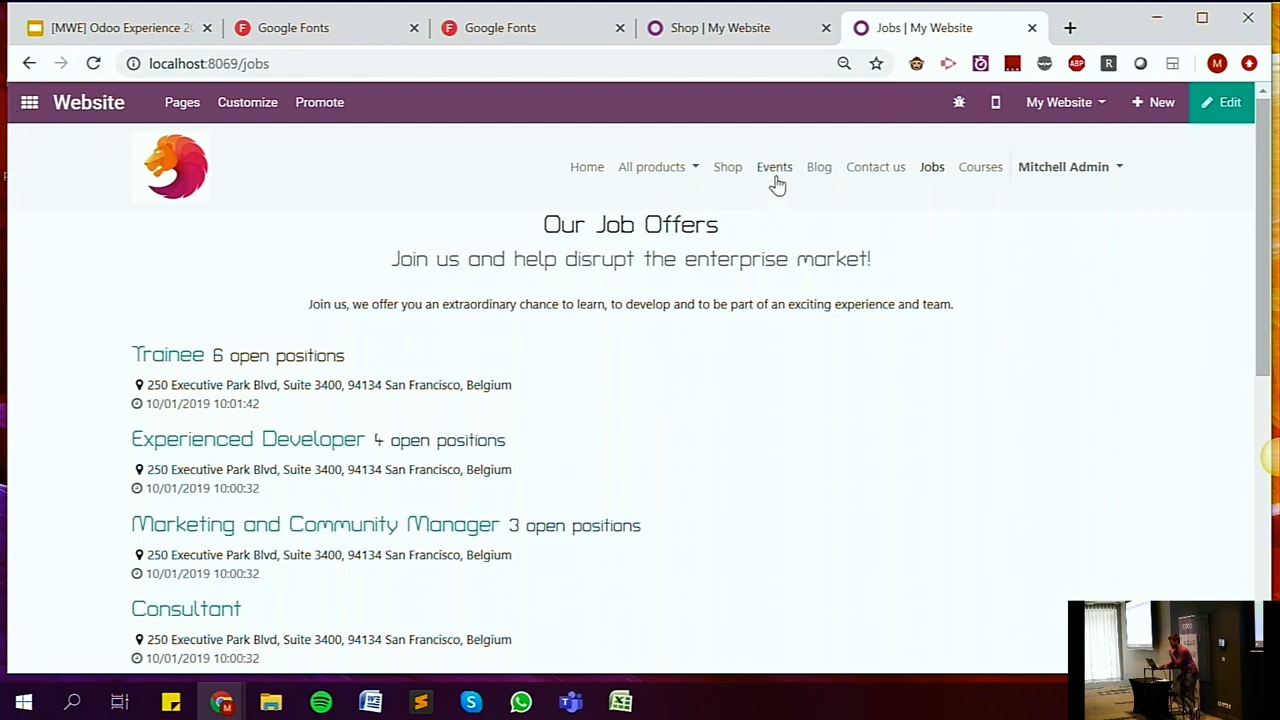 [MWE] Odoo Experience 20
Google Fonts
Google Fonts
Shop | My Website
Jobs | My Website
localhost:8069/jobs
ABP
R
M
Website
Pages
Customize
Promote
My Website
New
Edit
Home
All products
Shop
Events
Blog
Contact us
Jobs
Courses
Mitchell Admin
Our Job Offers
Join us and help disrupt the enterprise market!
Join us, we offer you an extraordinary chance to learn, to develop and to be part of an exciting experience and team.
Trainee 6 open positions
250 Executive Park Blvd, Suite 3400, 94134 San Francisco, Belgium
10/01/2019 10:01:42
Experienced Developer 4 open positions
250 Executive Park Blvd, Suite 3400, 94134 San Francisco, Belgium
10/01/2019 10:00:32
Marketing and Community Manager 3 open positions
250 Executive Park Blvd, Suite 3400, 94134 San Francisco, Belgium
10/01/2019 10:00:32
Consultant
250 Executive Park Blvd, Suite 3400, 94134 San Francisco, Belgium
10/01/2019 10:00:32